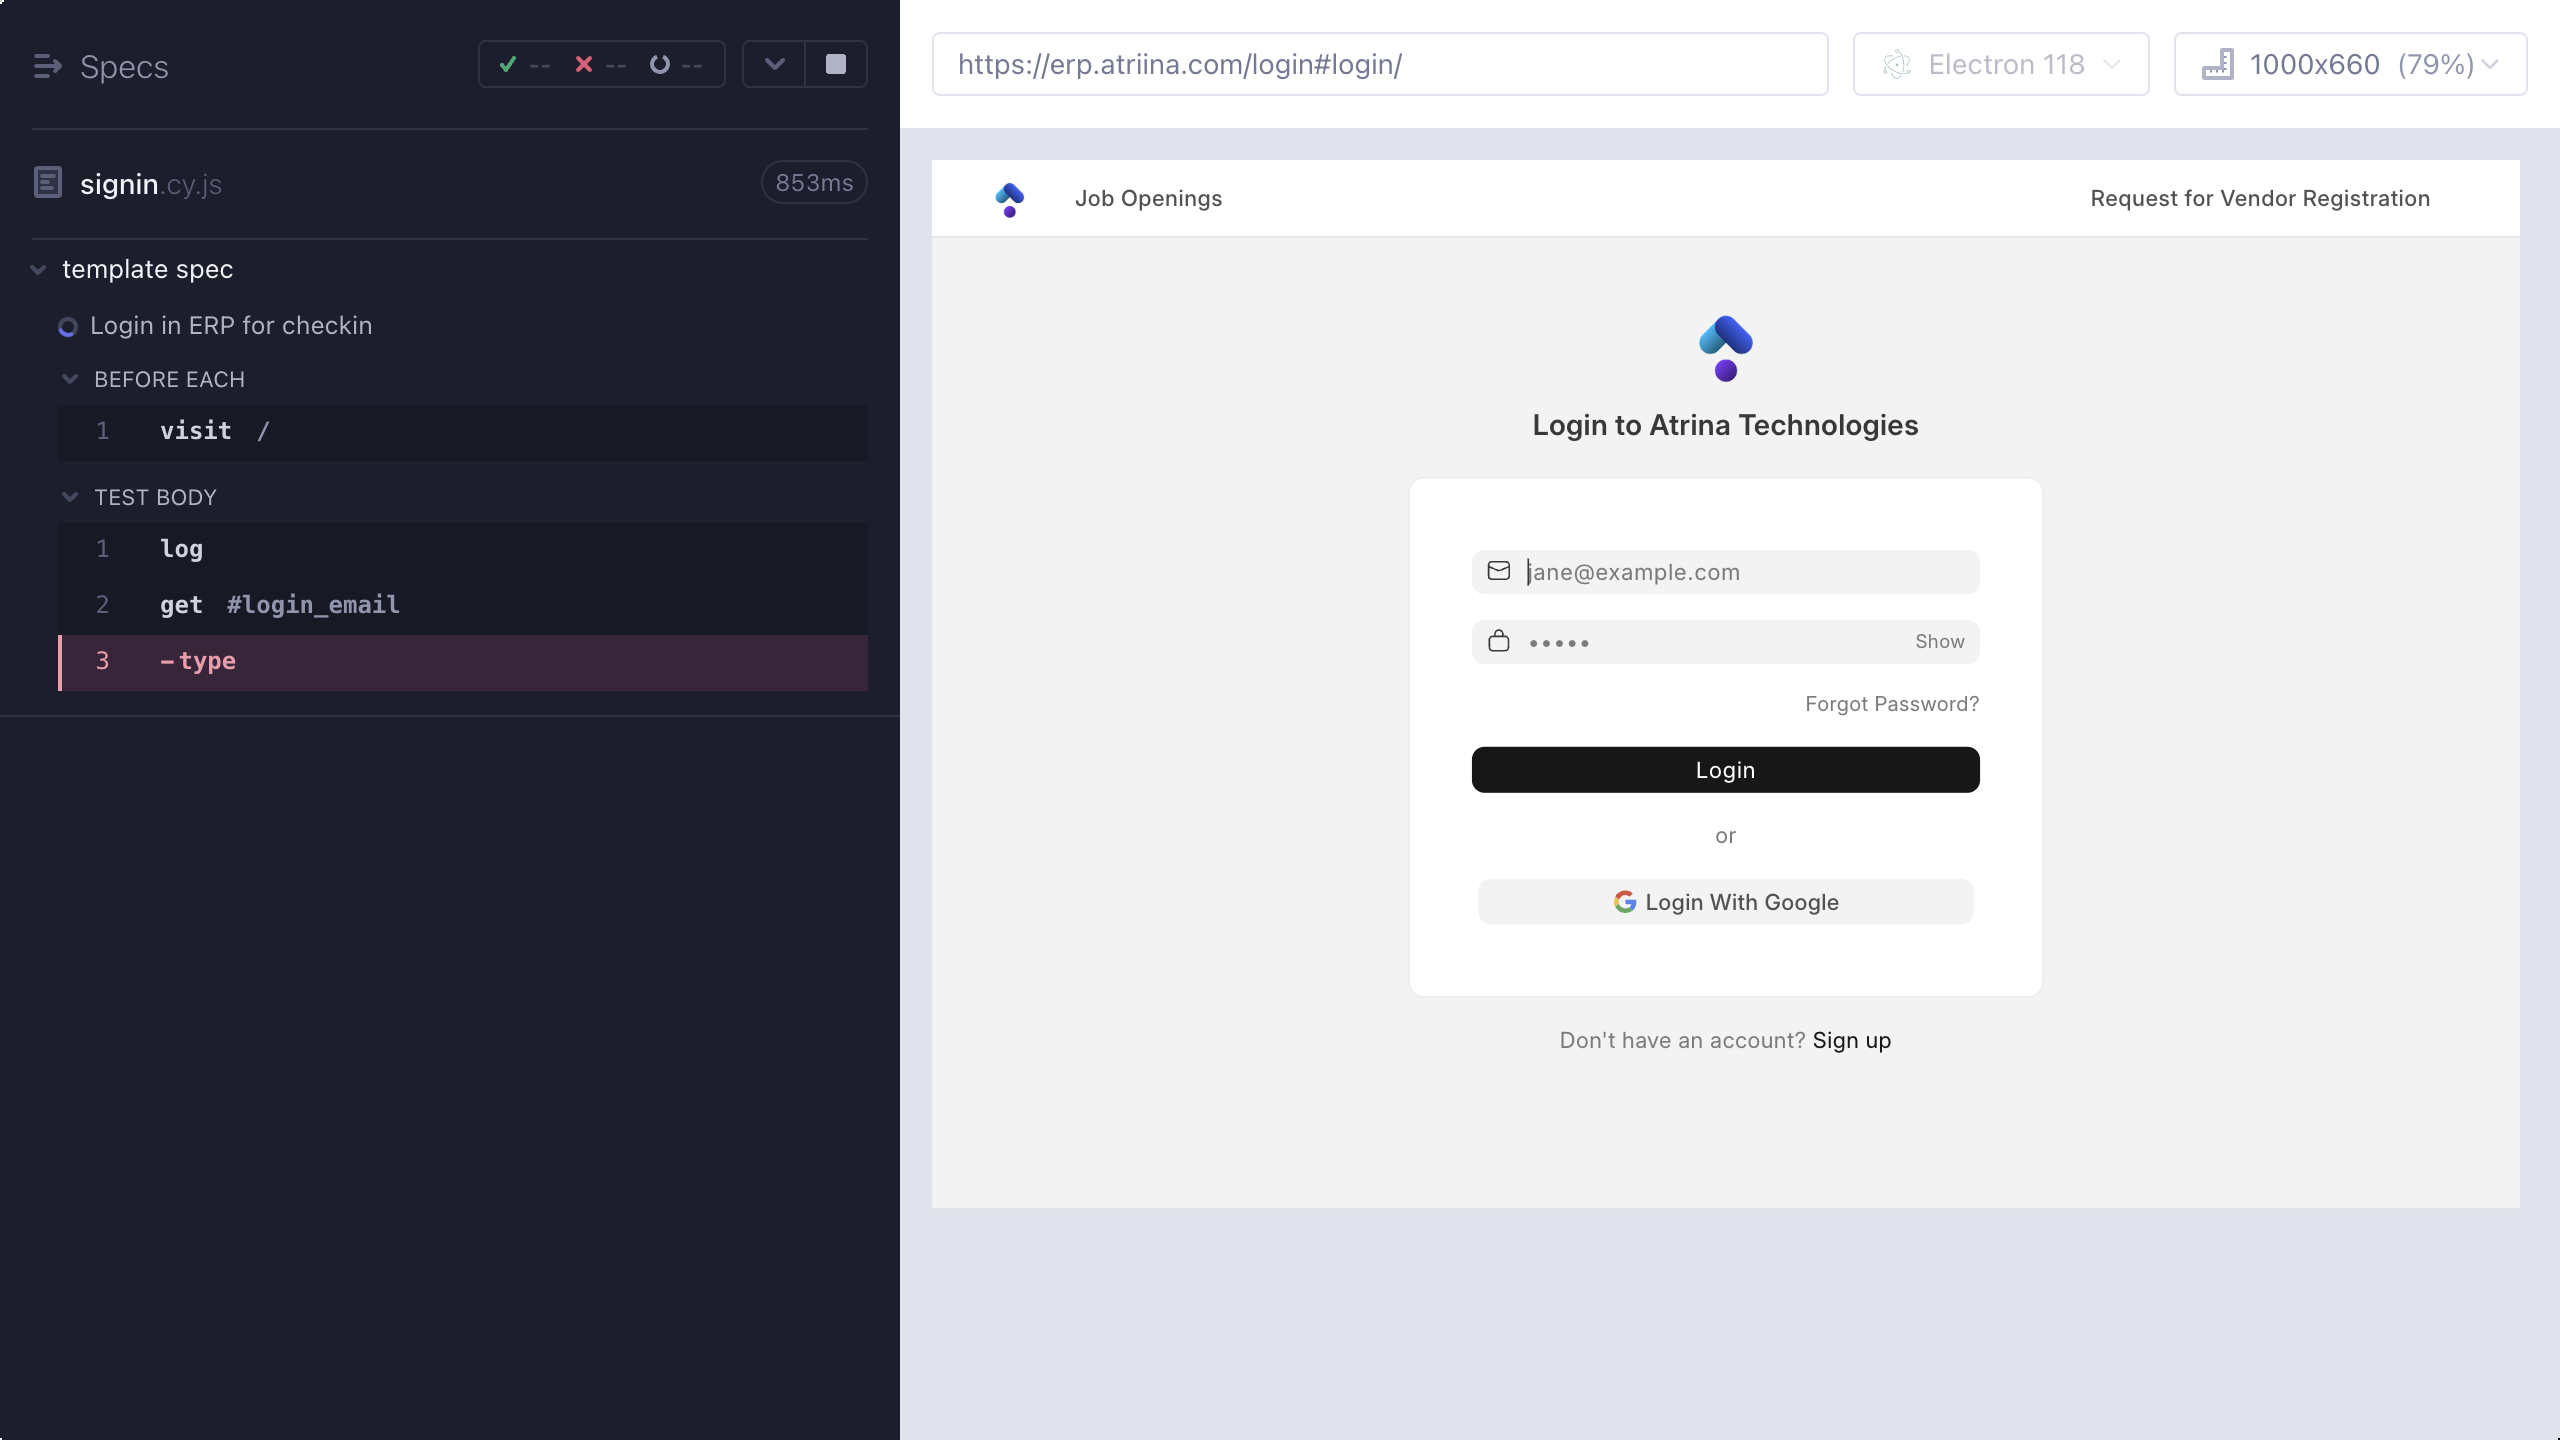 Specs
-- -- --
signin.cy.js
853ms
template spec
Login in ERP for checkin
BEFORE EACH
1 visit /
TEST BODY
1 log
2 get #login_email
3 -type
https://erp.atriina.com/login#login/
Electron 118
1000x660 (79%)
Job Openings
Request for Vendor Registration
Login to Atrina Technologies
jane@example.com
••••• Show
Forgot Password?
Login
or
Login With Google
Don't have an account? Sign up